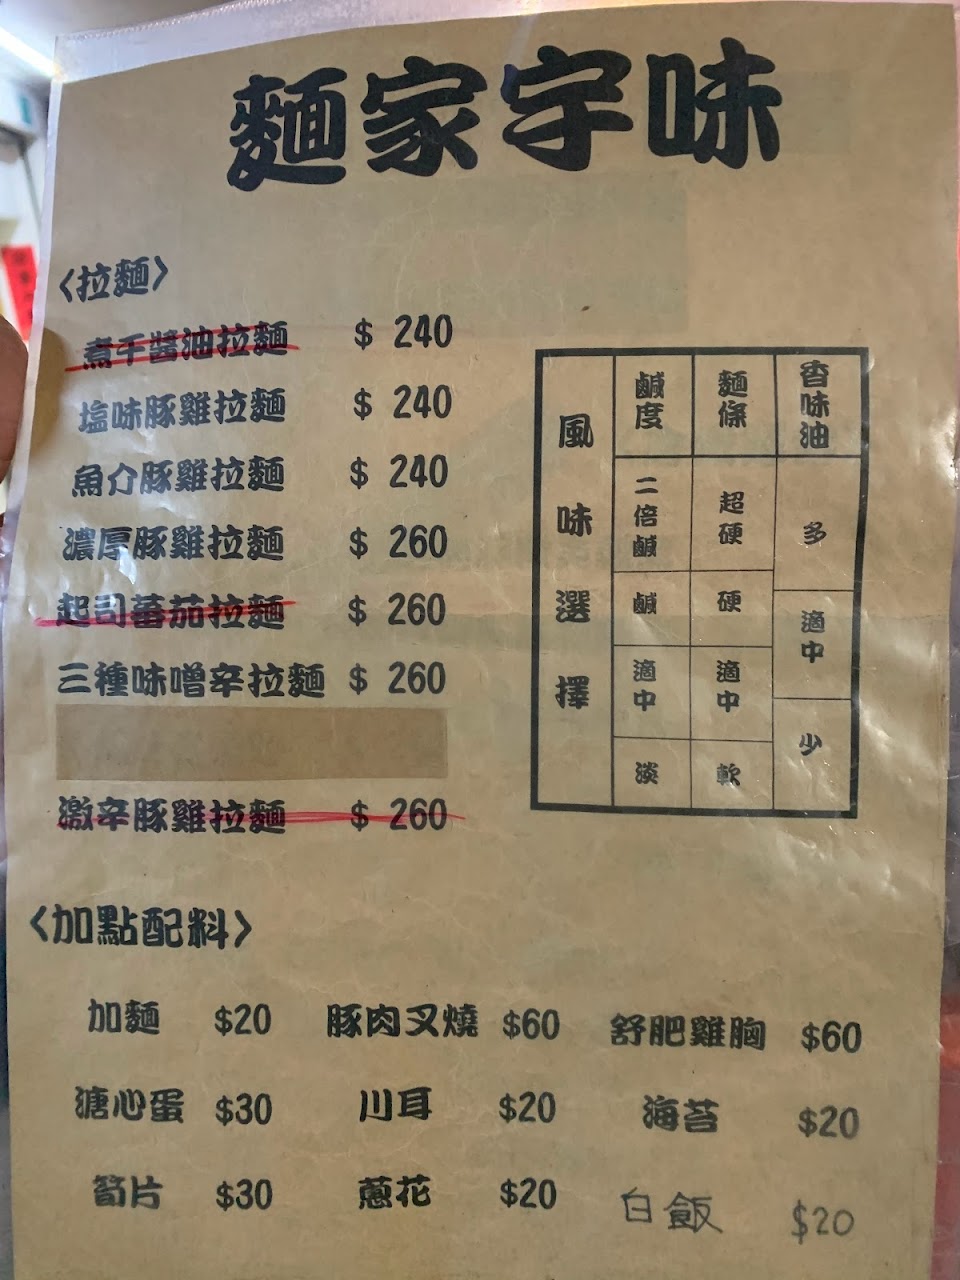 麵家宇味
〈拉麵〉
煮干醬油拉麵 $ 240
塩味豚雞拉麵 $ 240
魚介豚雞拉麵 $ 240
濃厚豚雞拉麵 $ 260
起司蕃茄拉麵 $ 260
三種味噌辛拉麵 $ 260
激辛豚雞拉麵 $ 260
風味選擇
鹹度 麵條 香味油
二倍鹹 超硬 多
鹹 硬 適中
適中 適中 少
淡 軟
〈加點配料〉
加麵 $20 豚肉叉燒 $60 舒肥雞胸 $60
溏心蛋 $30 川耳 $20 海苔 $20
筍片 $30 蔥花 $20 白飯 $20